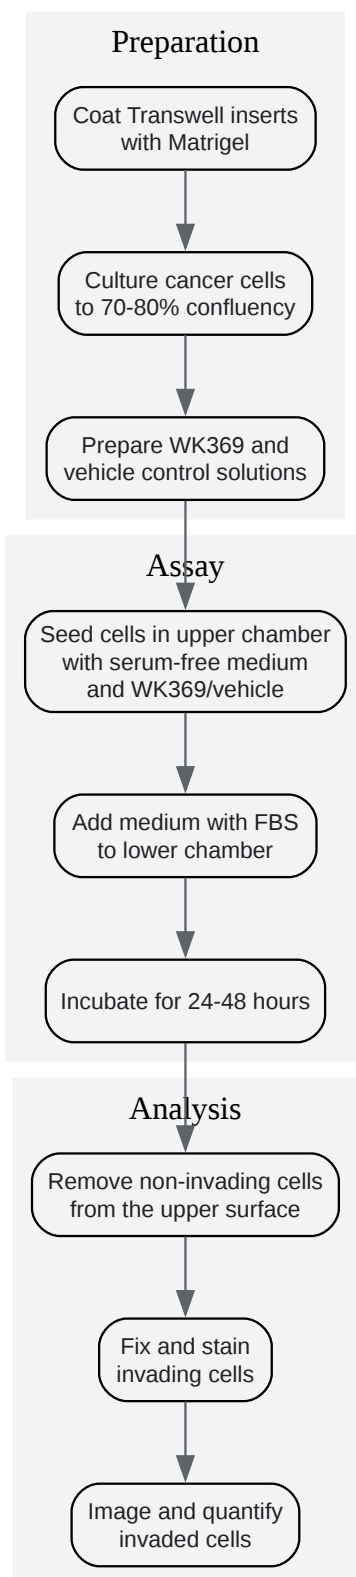 Preparation
Coat Transwell inserts
with Matrigel
Culture cancer cells
to 70-80% confluency
Prepare WK369 and
vehicle control solutions
Assay
Seed cells in upper chamber
with serum-free medium
and WK369/vehicle
Add medium with FBS
to lower chamber
Incubate for 24-48 hours
Analysis
Remove non-invading cells
from the upper surface
Fix and stain
invading cells
Image and quantify
invaded cells